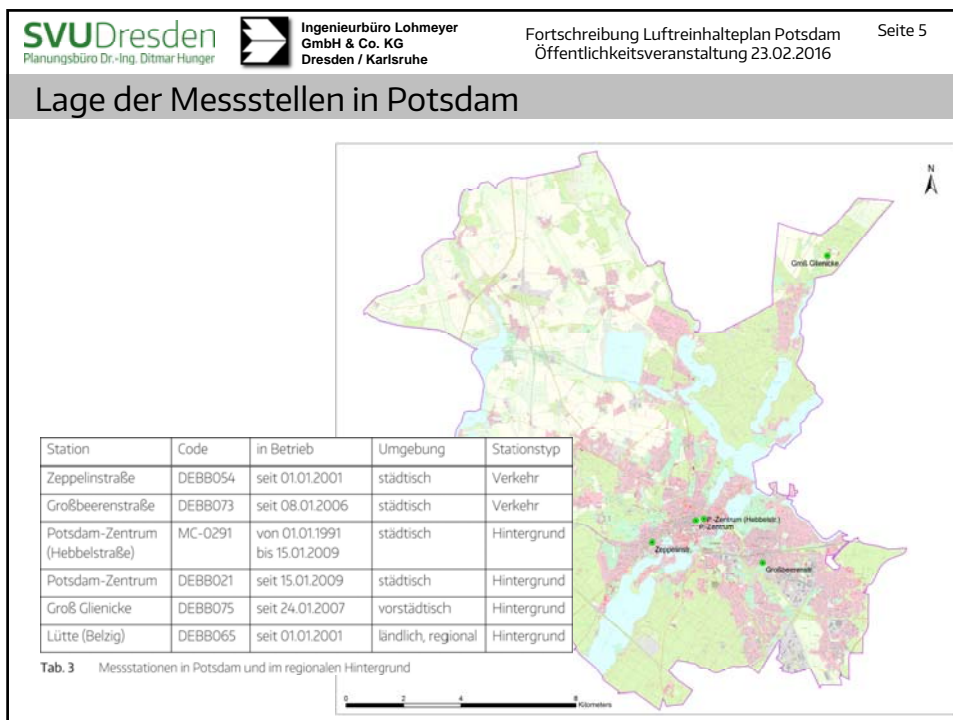 SVUDresden
Planungsbüro Dr.-Ing. Ditmar Hunger
Ingenieurbüro Lohmeyer
GmbH & Co. KG
Dresden / Karlsruhe
Fortschreibung Luftreinhalteplan Potsdam
Öffentlichkeitsveranstaltung 23.02.2016
Seite 5
Lage der Messstellen in Potsdam
N
Groß Glienicke
P.-Zentrum (Hebbelstr.)
P.-Zentrum
Zeppelinstr.
Großbeerenstr.
Station Code in Betrieb Umgebung Stationstyp
Zeppelinstraße DEBB054 seit 01.01.2001 städtisch Verkehr
Großbeerenstraße DEBB073 seit 08.01.2006 städtisch Verkehr
Potsdam-Zentrum MC-0291 von 01.01.1991 städtisch Hintergrund
(Hebbelstraße) bis 15.01.2009
Potsdam-Zentrum DEBB021 seit 15.01.2009 städtisch Hintergrund
Groß Glienicke DEBB075 seit 24.01.2007 vorstädtisch Hintergrund
Lütte (Belzig) DEBB065 seit 01.01.2001 ländlich, regional Hintergrund
Tab. 3 Messstationen in Potsdam und im regionalen Hintergrund
0 2 4 8
Kilometers